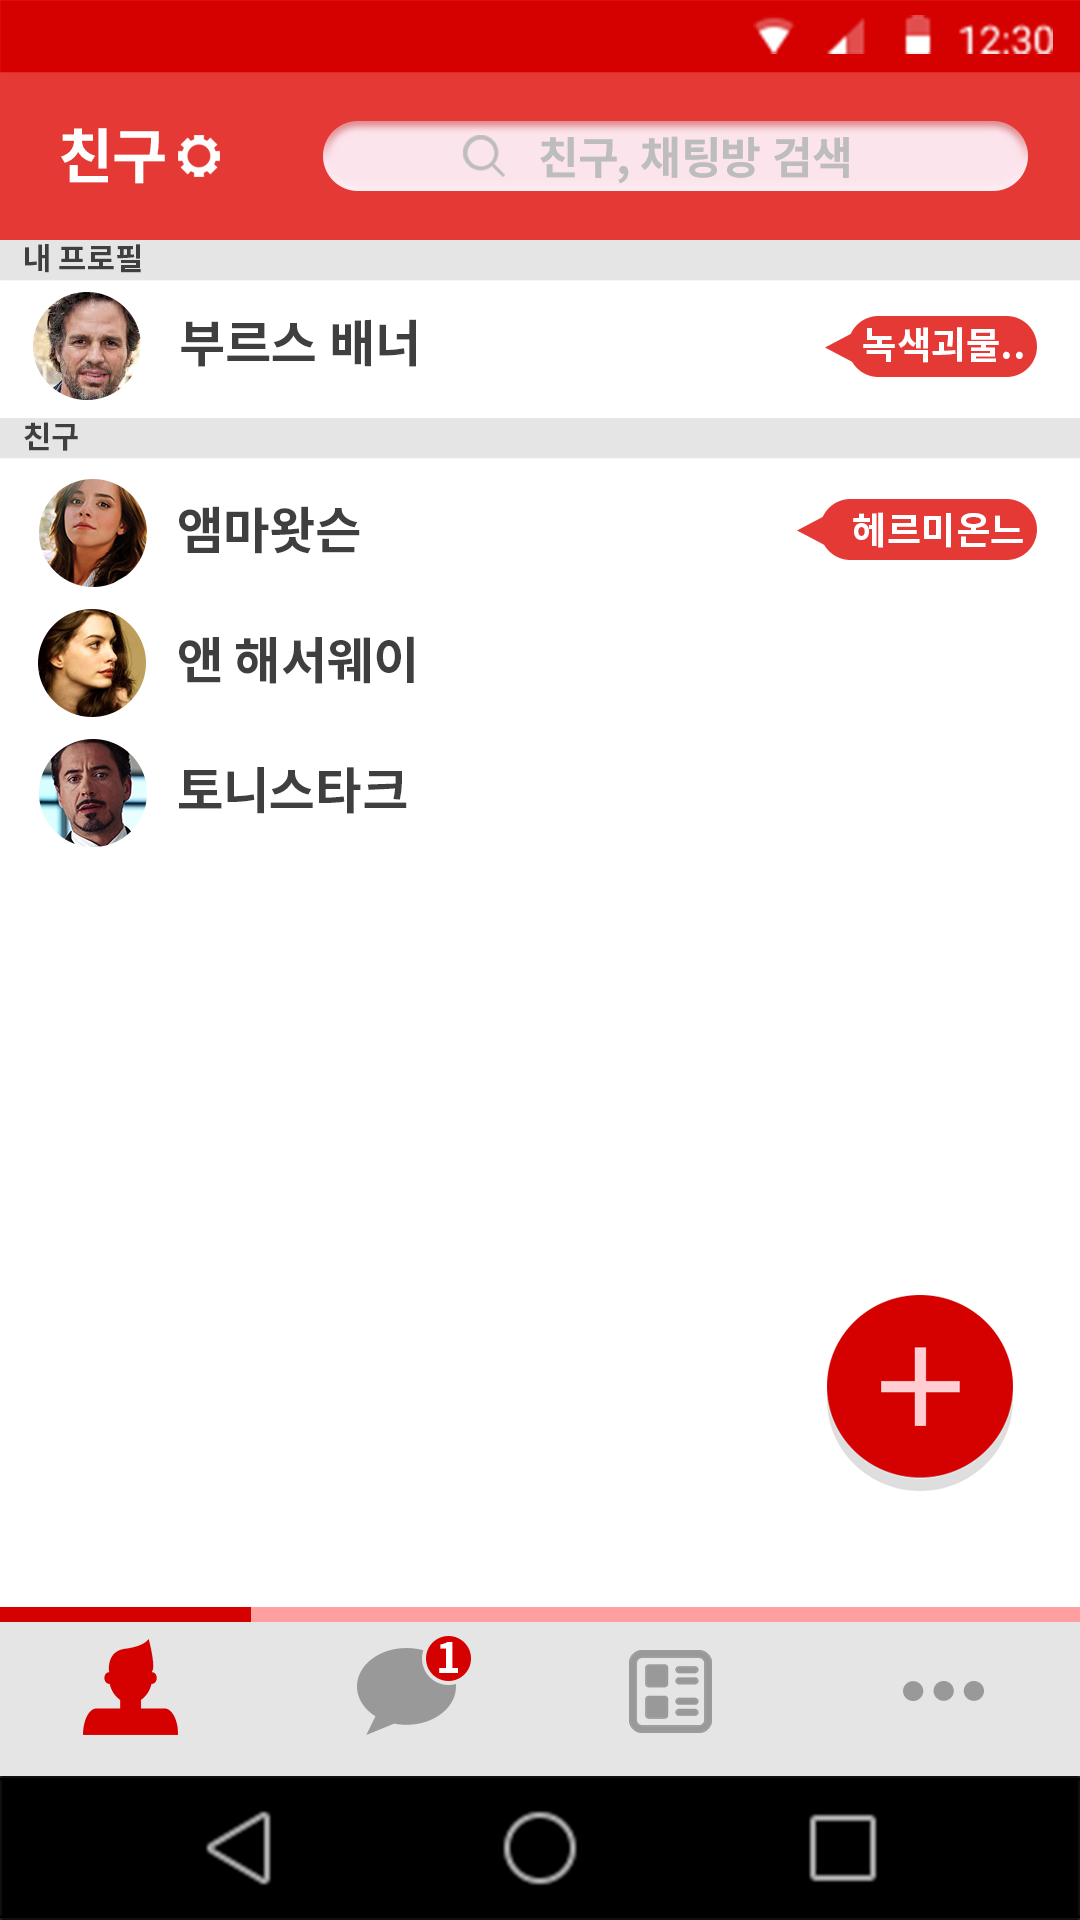 12:30
친구
친구, 채팅방 검색
내 프로필
부르스 배너
녹색괴물..
친구
앰마왓슨
헤르미온느
앤 해서웨이
토니스타크
1